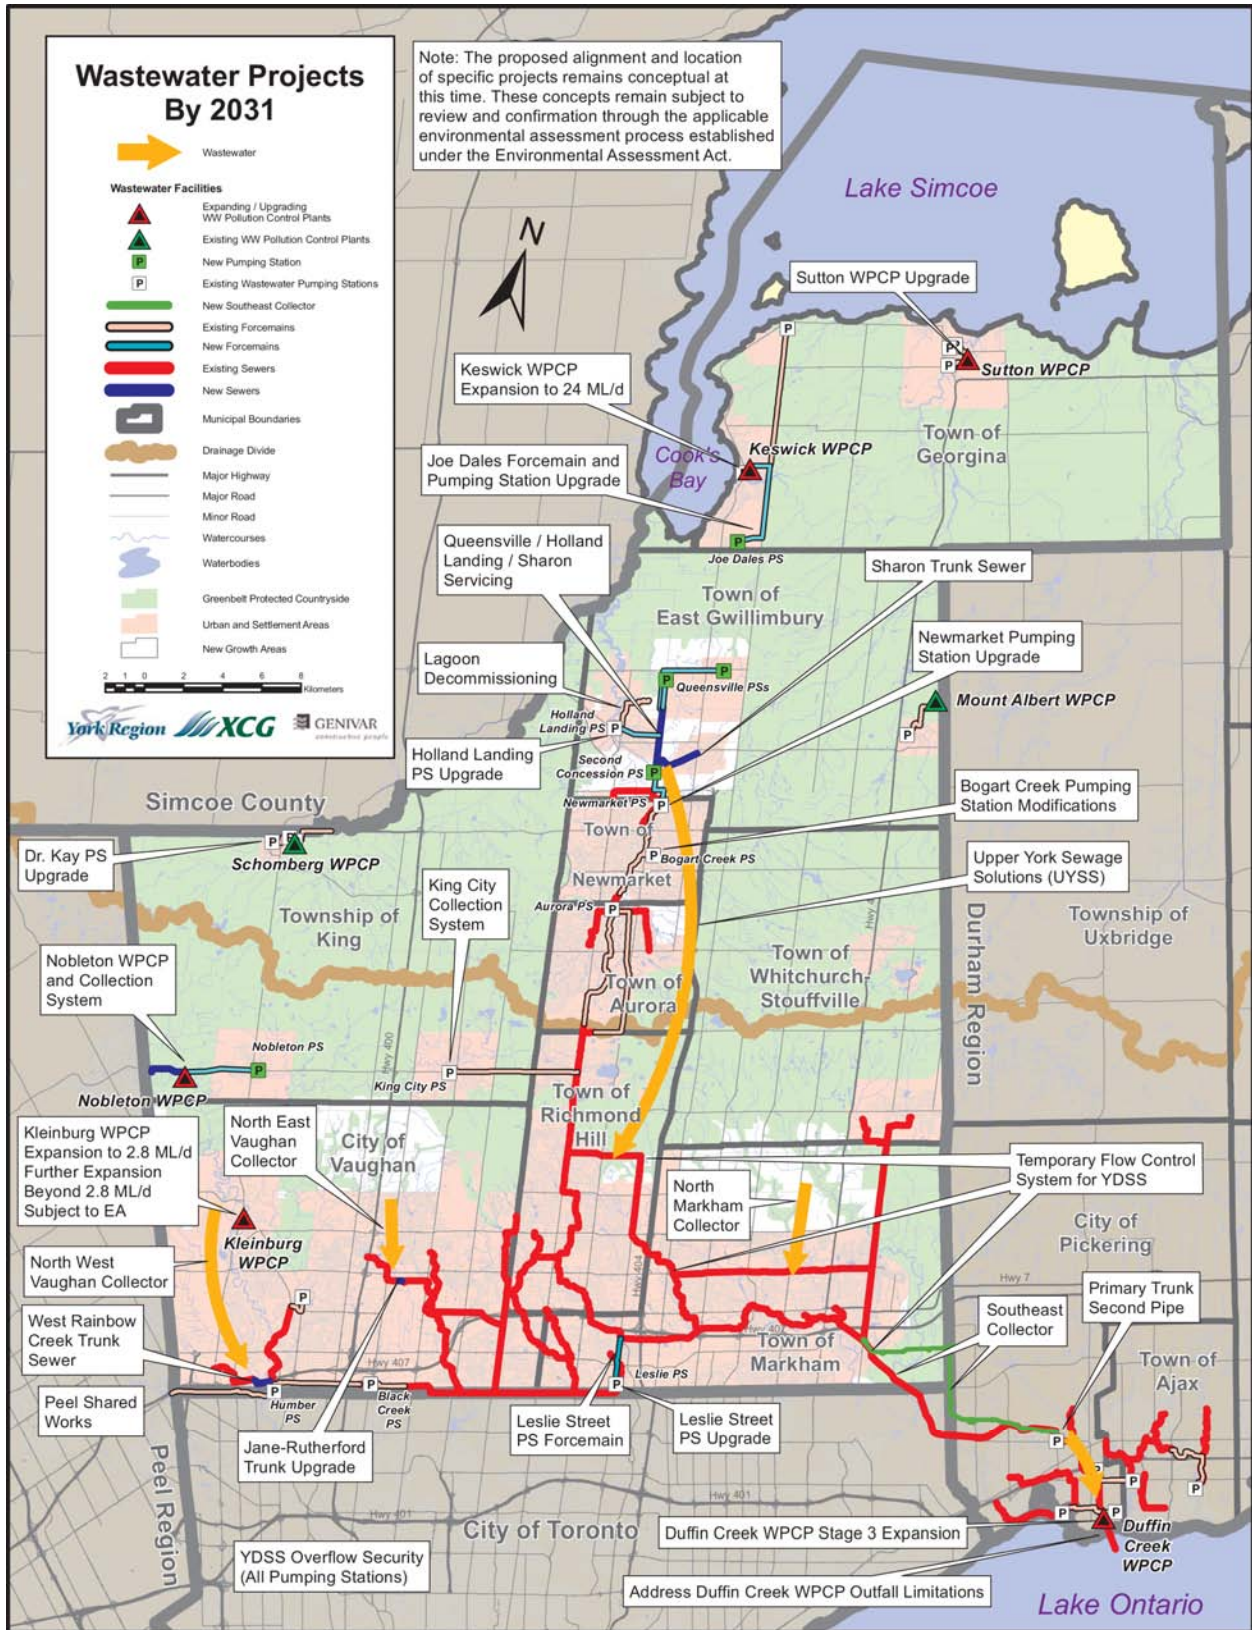 Wastewater Projects
By 2031
Wastewater
Wastewater Facilities
Expanding / Upgrading
WW Pollution Control Plants
Existing WW Pollution Control Plants
P
New Pumping Station
P
Existing Wastewater Pumping Stations
New Southeast Collector
Existing Forcemains
New Forcemains
Existing Sewers
New Sewers
Municipal Boundaries
Drainage Divide
Major Highway
Major Road
Minor Road
Watercourses
Waterbodies
Greenbelt Protected Countryside
Urban and Settlement Areas
New Growth Areas
2 1 0 2 4 6 8
Kilometers
York Region
XCG
GENIVAR
constructive people
Note: The proposed alignment and location
of specific projects remains conceptual at
this time. These concepts remain subject to
review and confirmation through the applicable
environmental assessment process established
under the Environmental Assessment Act.
N
Lake Simcoe
Sutton WPCP Upgrade
P
P
P
Sutton WPCP
Keswick WPCP
Expansion to 24 ML/d
Town of
Georgina
Keswick WPCP
Cook's
Bay
Joe Dales Forcemain and
Pumping Station Upgrade
P
Joe Dales PS
Queensville / Holland
Landing / Sharon
Servicing
Sharon Trunk Sewer
Town of
East Gwillimbury
Newmarket Pumping
Station Upgrade
Lagoon
Decommissioning
P
P
Queensville PSs
Mount Albert WPCP
P
Holland
Landing PS
P
Holland Landing
PS Upgrade
Second
Concession PS
P
Bogart Creek Pumping
Station Modifications
Simcoe County
Newmarket PS
P
Town of
Newmarket
P
Bogart Creek PS
Dr. Kay PS
Upgrade
P
P
Schomberg WPCP
Upper York Sewage
Solutions (UYSS)
King City
Collection
System
Aurora PS
P
Township of
King
Hwy 4
Durham Region
Township of
Uxbridge
Nobleton WPCP
and Collection
System
Town of
Whitchurch-
Stouffville
Town of
Aurora
Nobleton PS
P
Hwy 400
P
King City PS
Nobleton WPCP
Town of
Richmond
Hill
Kleinburg WPCP
Expansion to 2.8 ML/d
Further Expansion
Beyond 2.8 ML/d
Subject to EA
North East
Vaughan
Collector
City of
Vaughan
Temporary Flow Control
System for YDSS
North
Markham
Collector
City of
Pickering
Kleinburg
WPCP
North West
Vaughan Collector
Hwy 404
Hwy 7
Primary Trunk
Second Pipe
P
West Rainbow
Creek Trunk
Sewer
Southeast
Collector
Hwy 407
Town of
Markham
Hwy 407
Town of
Ajax
Leslie PS
P
Peel Shared
Works
P
Humber
PS
P
Black
Creek PS
Leslie Street
PS Forcemain
Leslie Street
PS Upgrade
P
Jane-Rutherford
Trunk Upgrade
Peel Region
P
P
P
Hwy 401
Hwy 401
P
P
City of Toronto
Duffin Creek WPCP Stage 3 Expansion
Duffin
Creek
WPCP
YDSS Overflow Security
(All Pumping Stations)
Address Duffin Creek WPCP Outfall Limitations
Lake Ontario